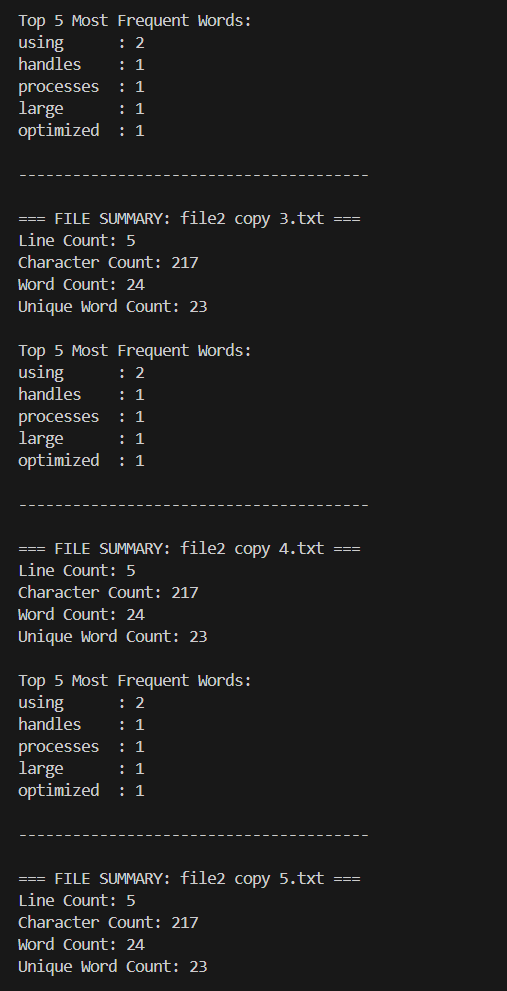 Top 5 Most Frequent Words:
using      : 2
handles    : 1
processes  : 1
large      : 1
optimized  : 1
---------------------------------------
=== FILE SUMMARY: file2 copy 3.txt ===
Line Count: 5
Character Count: 217
Word Count: 24
Unique Word Count: 23
Top 5 Most Frequent Words:
using      : 2
handles    : 1
processes  : 1
large      : 1
optimized  : 1
---------------------------------------
=== FILE SUMMARY: file2 copy 4.txt ===
Line Count: 5
Character Count: 217
Word Count: 24
Unique Word Count: 23
Top 5 Most Frequent Words:
using      : 2
handles    : 1
processes  : 1
large      : 1
optimized  : 1
---------------------------------------
=== FILE SUMMARY: file2 copy 5.txt ===
Line Count: 5
Character Count: 217
Word Count: 24
Unique Word Count: 23